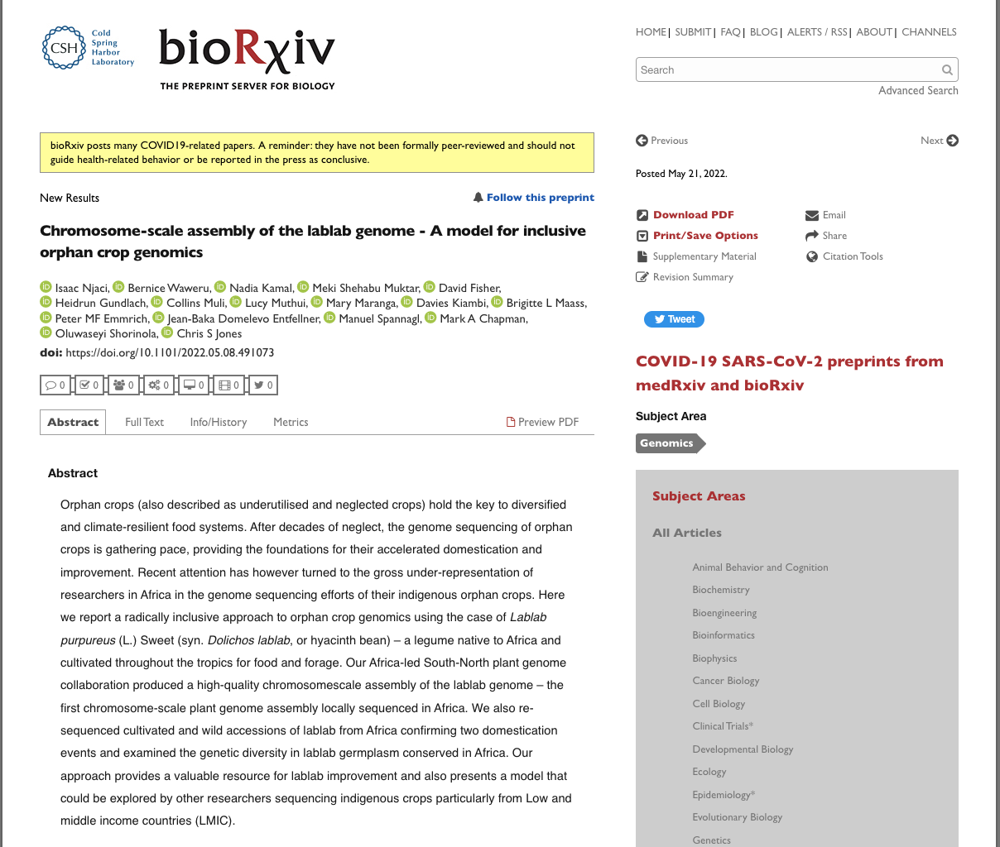 CSH Cold
Spring
Harbor
Laboratory
bioRxiv
THE PREPRINT SERVER FOR BIOLOGY
HOME | SUBMIT | FAQ | BLOG | ALERTS / RSS | ABOUT | CHANNELS
Search
Advanced Search
bioRxiv posts many COVID19-related papers. A reminder: they have not been formally peer-reviewed and should not
guide health-related behavior or be reported in the press as conclusive.
New Results
Follow this preprint
Chromosome-scale assembly of the lablab genome - A model for inclusive
orphan crop genomics
iD Isaac Njaci, iD Bernice Waweru, iD Nadia Kamal, iD Meki Shehabu Muktar, iD David Fisher,
iD Heidrun Gundlach, iD Collins Muli, iD Lucy Muthui, iD Mary Maranga, iD Davies Kiambi, iD Brigitte L Maass,
iD Peter MF Emmrich, iD Jean-Baka Domelevo Entfellner, iD Manuel Spannagl, iD Mark A Chapman,
iD Oluwaseyi Shorinola, iD Chris S Jones
doi: https://doi.org/10.1101/2022.05.08.491073
0 0 0 0 0 0 0
Abstract Full Text Info/History Metrics Preview PDF
Abstract
Orphan crops (also described as underutilised and neglected crops) hold the key to diversified
and climate-resilient food systems. After decades of neglect, the genome sequencing of orphan
crops is gathering pace, providing the foundations for their accelerated domestication and
improvement. Recent attention has however turned to the gross under-representation of
researchers in Africa in the genome sequencing efforts of their indigenous orphan crops. Here
we report a radically inclusive approach to orphan crop genomics using the case of Lablab
purpureus (L.) Sweet (syn. Dolichos lablab, or hyacinth bean) – a legume native to Africa and
cultivated throughout the tropics for food and forage. Our Africa-led South-North plant genome
collaboration produced a high-quality chromosomescale assembly of the lablab genome – the
first chromosome-scale plant genome assembly locally sequenced in Africa. We also re-
sequenced cultivated and wild accessions of lablab from Africa confirming two domestication
events and examined the genetic diversity in lablab germplasm conserved in Africa. Our
approach provides a valuable resource for lablab improvement and also presents a model that
could be explored by other researchers sequencing indigenous crops particularly from Low and
middle income countries (LMIC).
Previous
Next
Posted May 21, 2022.
Download PDF
Email
Print/Save Options
Share
Supplementary Material
Citation Tools
Revision Summary
Tweet
COVID-19 SARS-CoV-2 preprints from
medRxiv and bioRxiv
Subject Area
Genomics
Subject Areas
All Articles
Animal Behavior and Cognition
Biochemistry
Bioengineering
Bioinformatics
Biophysics
Cancer Biology
Cell Biology
Clinical Trials*
Developmental Biology
Ecology
Epidemiology*
Evolutionary Biology
Genetics